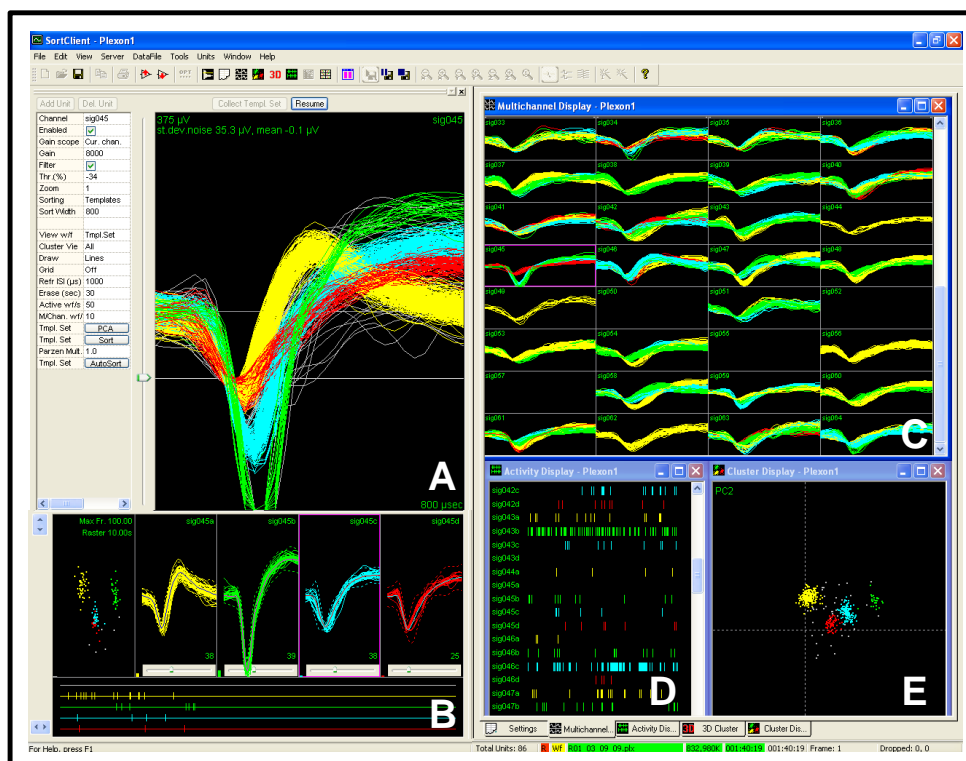 SortClient - Plexon1
File Edit View Server DataFile Tools Units Window Help
3D
Add Unit Del. Unit Collect Templ. Set Resume
Channel sig045
Enabled
Gain scope Cur. chan.
Gain 8000
Filter
Thr.(%) -34
Zoom 1
Sorting Templates
Sort Width 800
View w/f Tmpl.Set
Cluster Vie All
Draw Lines
Grid Off
Refr ISI (µs) 1000
Erase (sec) 30
Active wf/s 50
M/Chan. wf/ 10
Tmpl. Set PCA
Tmpl. Set Sort
Parzen Mult. 1.0
Tmpl. Set AutoSort
375 µV sig045
st.dev.noise 35.3 µV, mean -0.1 µV
A
800 µsec
Max Fr. 100.00 sig045a sig045b sig045c sig045d
Raster 10.00s
38 39 38 25
B
Multichannel Display - Plexon1
sig033 sig034 sig035 sig036
sig037 sig038 sig039 sig040
sig041 sig042 sig043 sig044
sig045 sig046 sig047 sig048
sig049 sig050 sig051 sig052
sig053 sig054 sig055 sig056
sig057 sig058 sig059 sig060
sig061 sig062 sig063 sig064
C
Activity Display - Plexon1
sig042c
sig042d
sig043a
sig043b
sig043c
sig043d
sig044a
sig045a
sig045b
sig045c
sig045d
sig046a
sig046b
sig046c
sig046d
sig047a
sig047b
D
Cluster Display - Plexon1
PC2
E
Settings Multichannel... Activity Dis... 3D 3D Cluster Cluster Dis...
For Help, press F1 Total Units: 86 R Wf R01_03_09_09.plx 832,980K 001:40:19 001:40:19 Frame: 1 Dropped: 0, 0